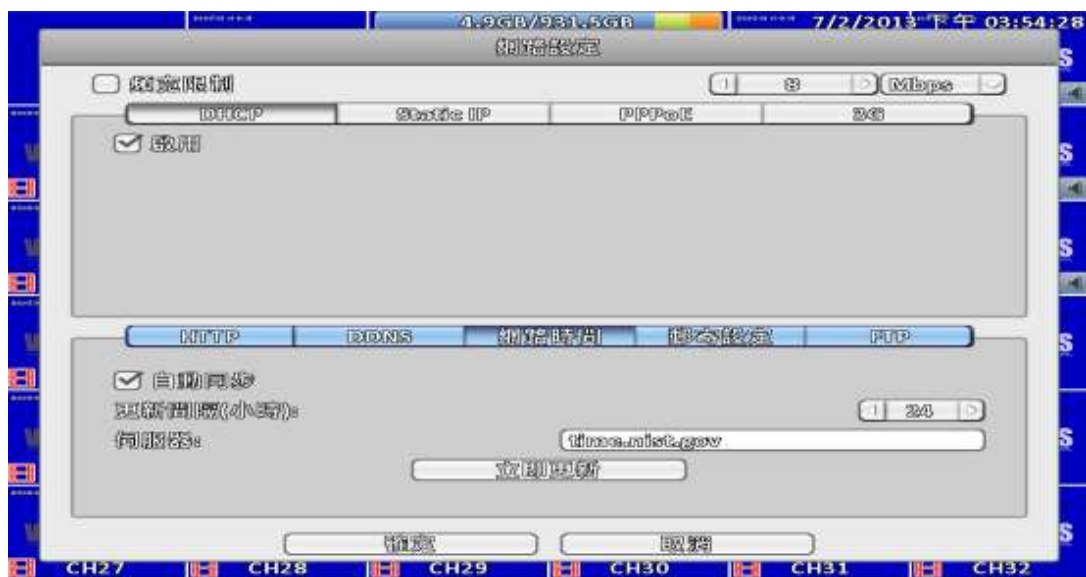 4.9GB/931.5GB 7/2/2013 下午 03:54:28
網路設定
頻寬限制 8 Mbps
DHCP Static IP PPPoE 3G
啟用
HTTP DDNS 網路時間 郵寄設定 FTP
自動同步
更新間隔(小時): 24
伺服器: time.nist.gov
立即更新
確定 取消
CH27 CH28 CH29 CH30 CH31 CH32